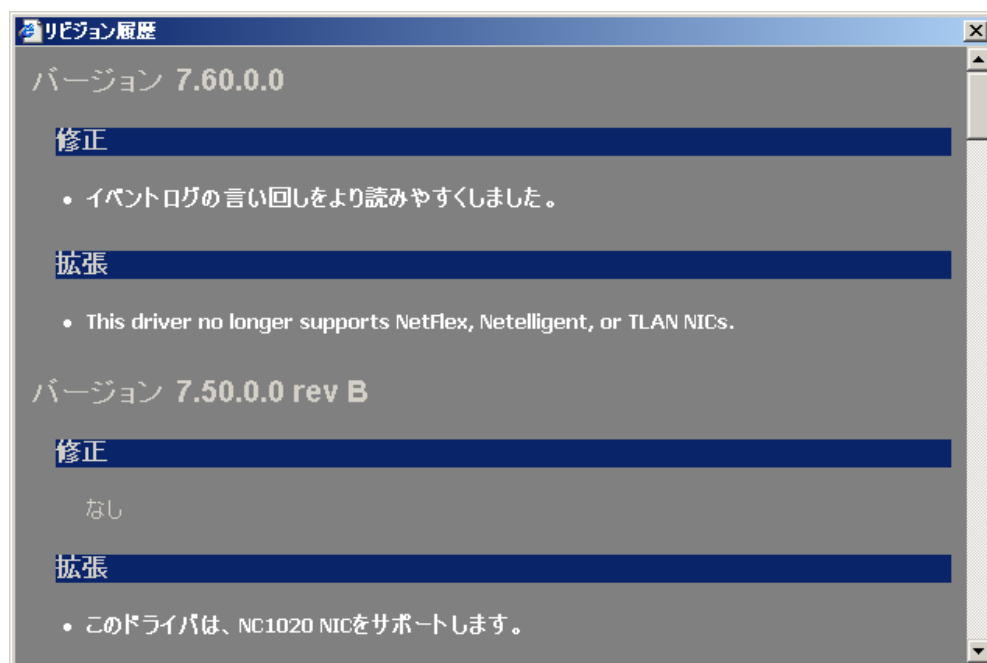 リビジョン履歴
バージョン 7.60.0.0
修正
• イベントログの言い回しをより読みやすくしました。
拡張
• This driver no longer supports NetFlex, Netelligent, or TLAN NICs.
バージョン 7.50.0.0 rev B
修正
なし
拡張
• このドライバは、NC1020 NICをサポートします。